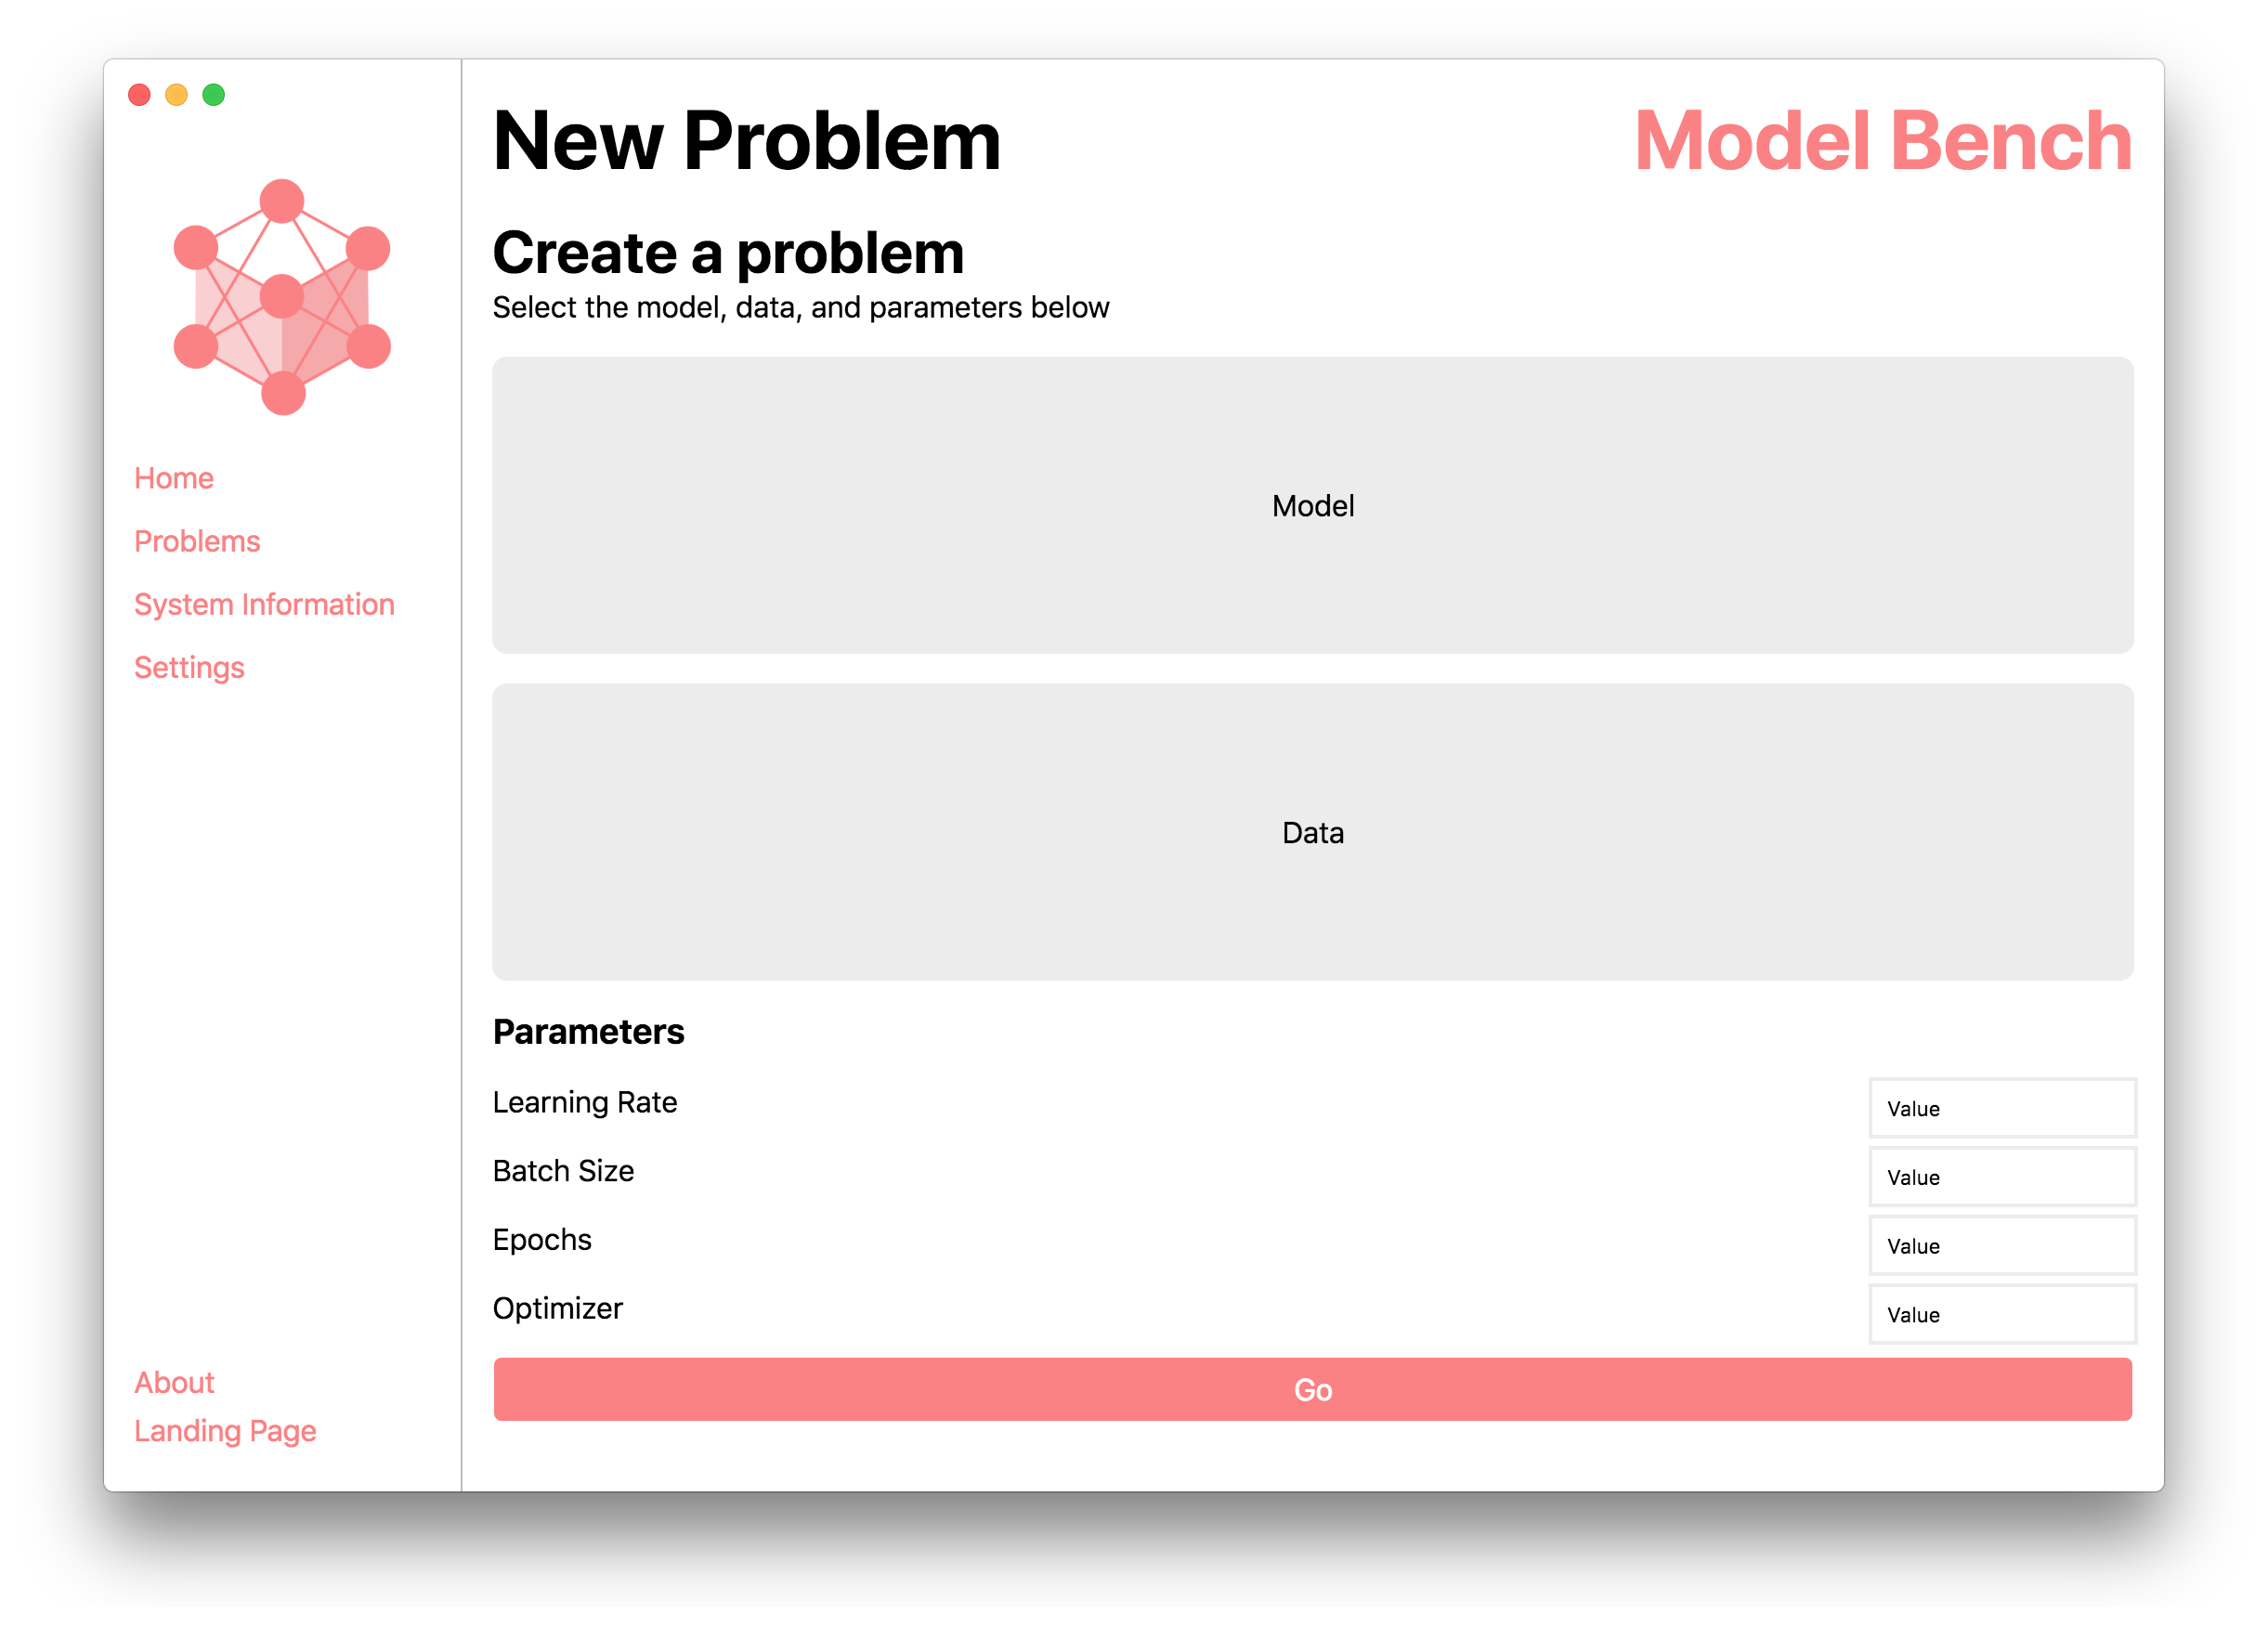 Home
Problems
System Information
Settings
About
Landing Page
New Problem
Model Bench
Create a problem
Select the model, data, and parameters below
Model
Data
Parameters
Learning Rate
Value
Batch Size
Value
Epochs
Value
Optimizer
Value
Go